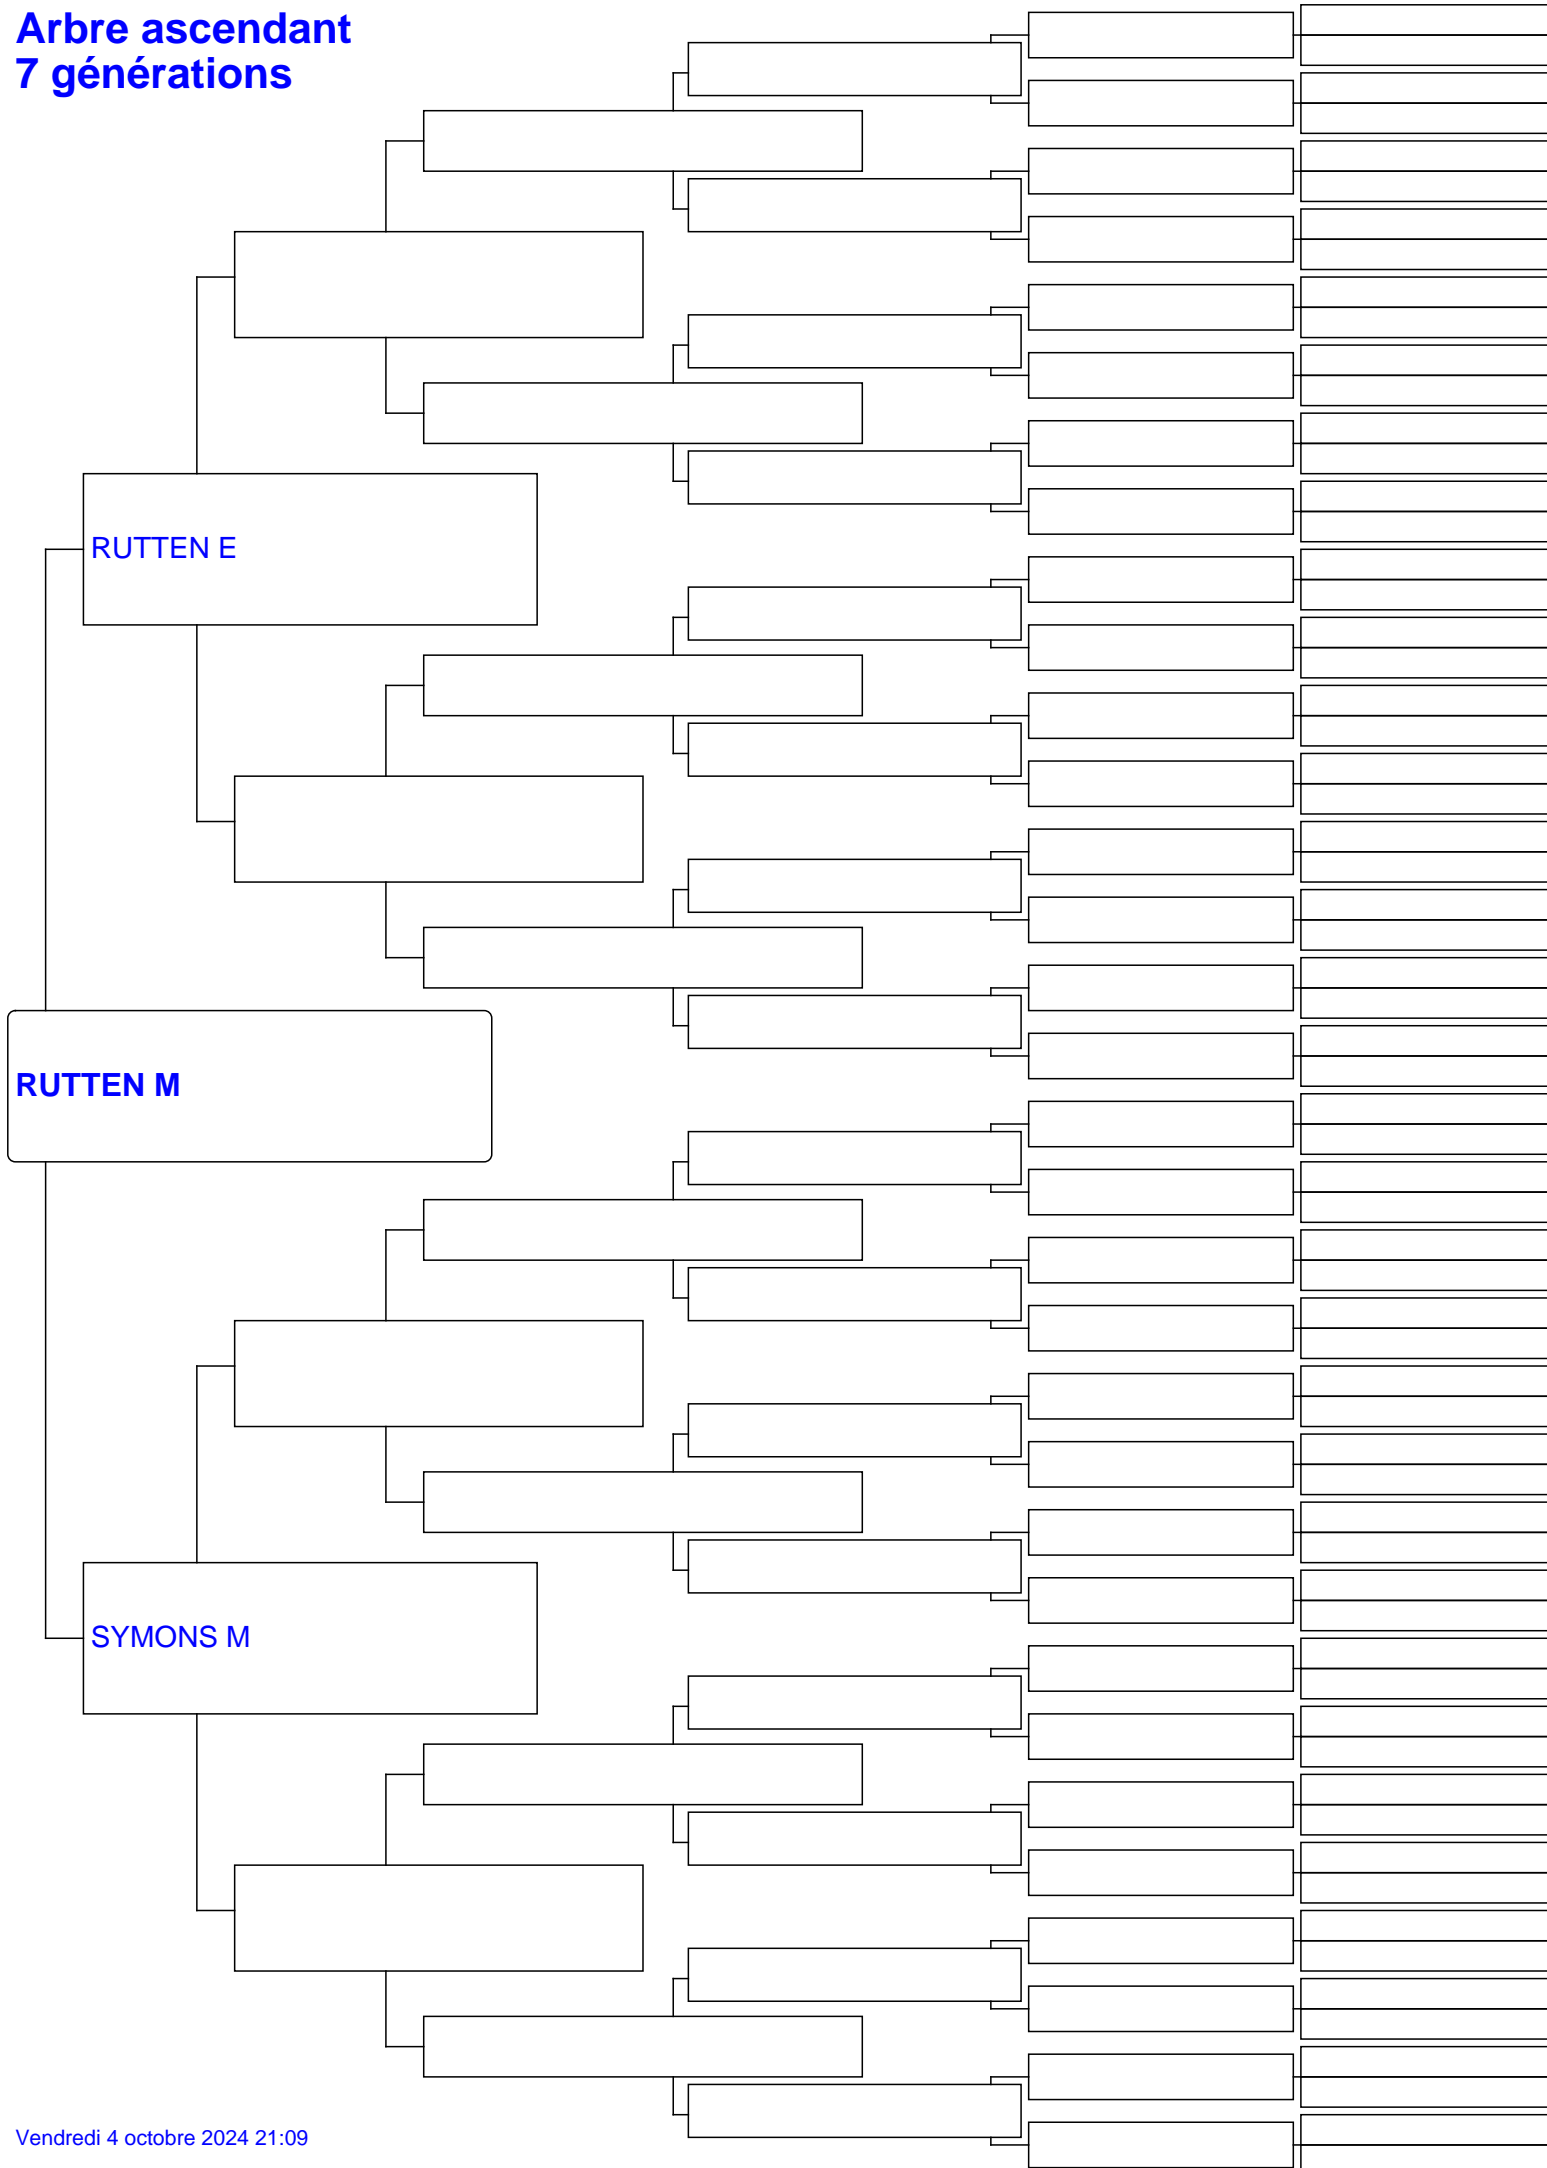 Arbre ascendant
7 générations
RUTTEN E
RUTTEN M
SYMONS M
Vendredi 4 octobre 2024 21:09